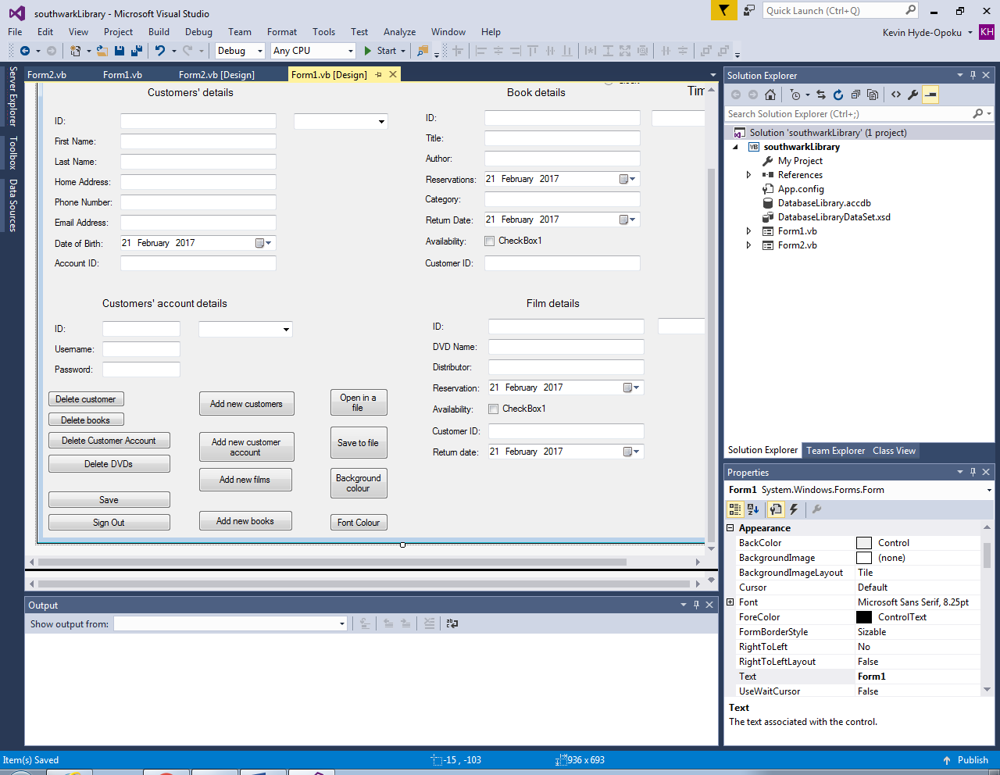 southwarkLibrary - Microsoft Visual Studio
Quick Launch (Ctrl+Q)
File Edit View Project Build Debug Team Format Tools Test Analyze Window Help
Kevin Hyde-Opoku KH
Debug Any CPU Start
Server Explorer
Toolbox
Data Sources
Form2.vb Form1.vb Form2.vb [Design] Form1.vb [Design]
Customers' details
ID:
First Name:
Last Name:
Home Address:
Phone Number:
Email Address:
Date of Birth: 21 February 2017
Account ID:
Book details
Tim
ID:
Title:
Author:
Reservations: 21 February 2017
Category:
Return Date: 21 February 2017
Availability: CheckBox1
Customer ID:
Customers' account details
ID:
Username:
Password:
Film details
ID:
DVD Name:
Distributor:
Reservation: 21 February 2017
Availability: CheckBox1
Customer ID:
Return date: 21 February 2017
Delete customer
Delete books
Delete Customer Account
Delete DVDs
Save
Sign Out
Add new customers
Add new customer
account
Add new films
Add new books
Open in a
file
Save to file
Background
colour
Font Colour
Output
Show output from:
Solution Explorer
Search Solution Explorer (Ctrl+;)
Solution 'southwarkLibrary' (1 project)
VB southwarkLibrary
My Project
References
App.config
DatabaseLibrary.accdb
DatabaseLibraryDataSet.xsd
Form1.vb
Form2.vb
Solution Explorer Team Explorer Class View
Properties
Form1 System.Windows.Forms.Form
Appearance
BackColor Control
BackgroundImage (none)
BackgroundImageLayout Tile
Cursor Default
Font Microsoft Sans Serif, 8.25pt
ForeColor ControlText
FormBorderStyle Sizable
RightToLeft No
RightToLeftLayout False
Text Form1
UseWaitCursor False
Text
The text associated with the control.
Item(s) Saved -15 , -103 936 x 693 Publish